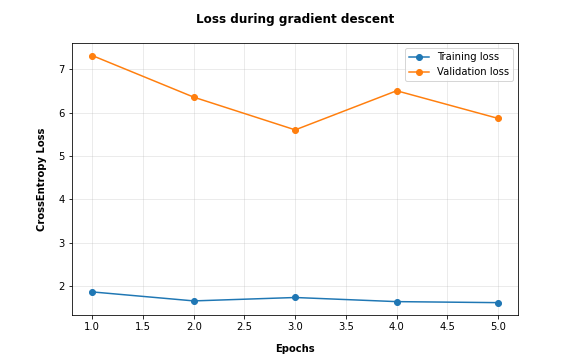 Loss during gradient descent
Training loss
Validation loss
7
6
5
4
3
2
CrossEntropy Loss
1.0 1.5 2.0 2.5 3.0 3.5 4.0 4.5 5.0
Epochs